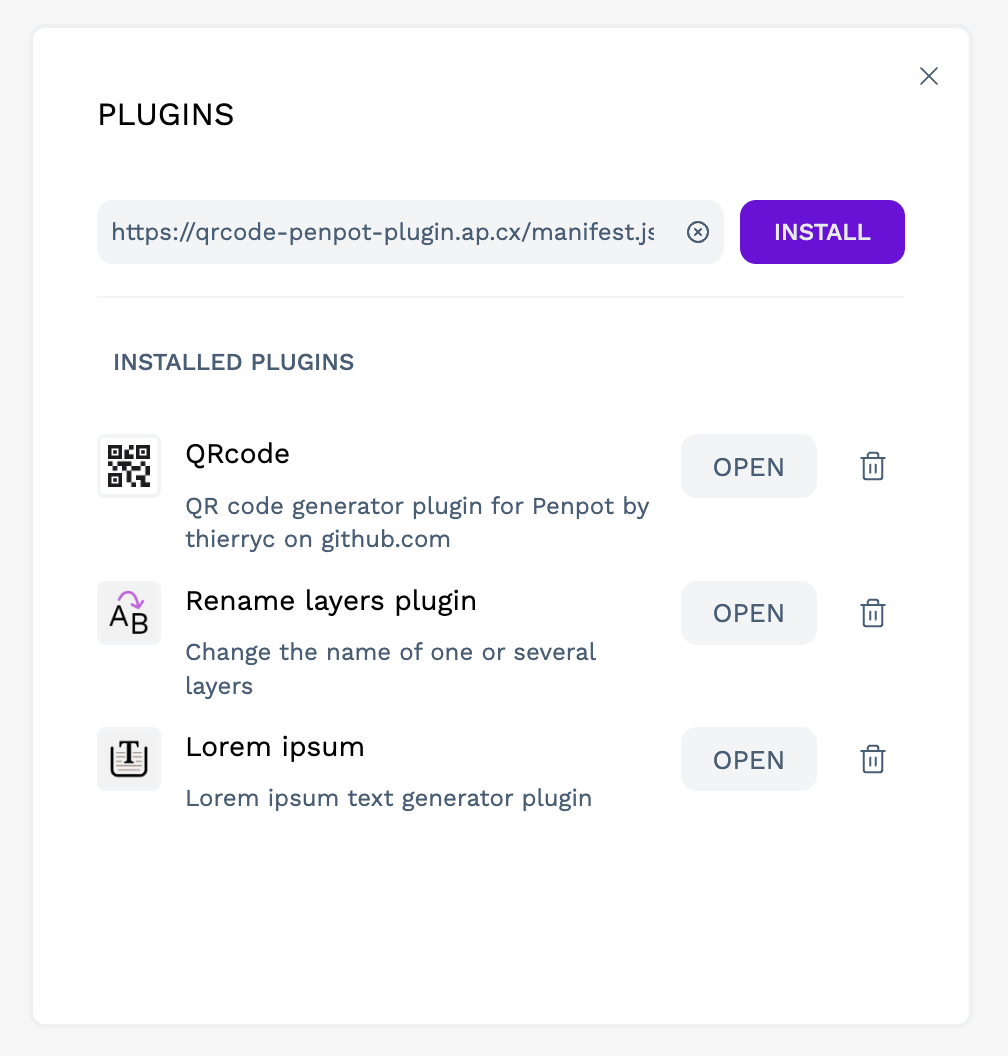 PLUGINS
https://qrcode-penpot-plugin.ap.cx/manifest.js
INSTALL
INSTALLED PLUGINS
QRcode
QR code generator plugin for Penpot by
thierryc on github.com
OPEN
AB
Rename layers plugin
Change the name of one or several
layers
OPEN
T
Lorem ipsum
Lorem ipsum text generator plugin
OPEN